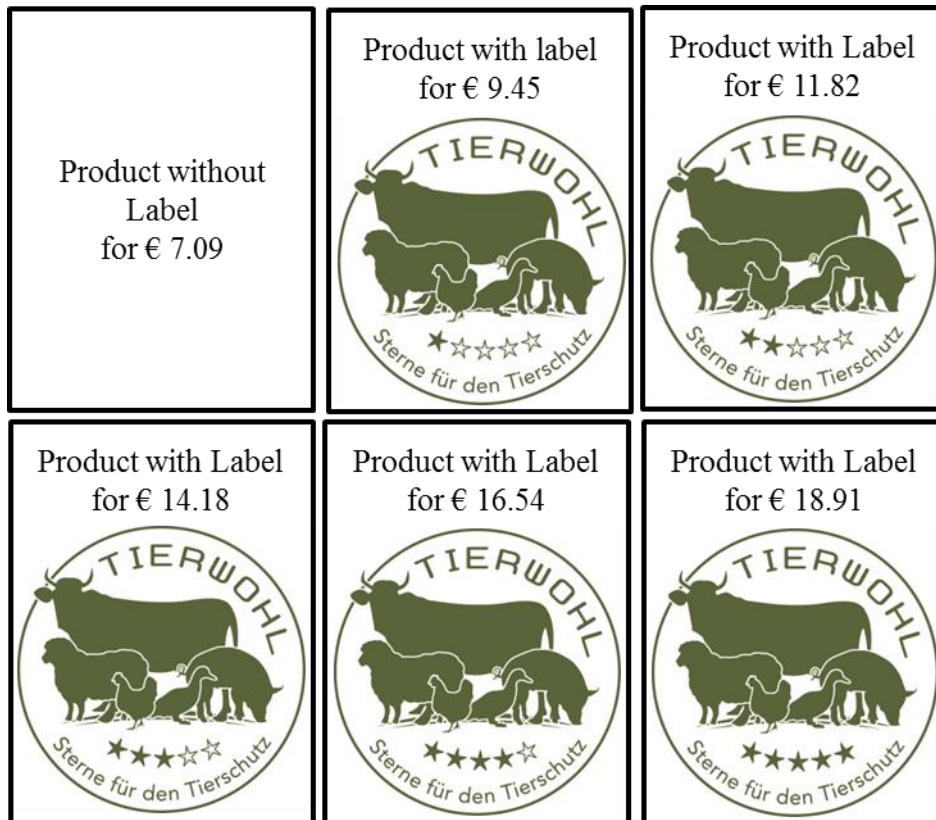 Product without
Label
for € 7.09
Product with label
for € 9.45
TIERWOHL
Sterne für den Tierschutz
Product with Label
for € 11.82
TIERWOHL
Sterne für den Tierschutz
Product with Label
for € 14.18
TIERWOHL
Sterne für den Tierschutz
Product with Label
for € 16.54
TIERWOHL
Sterne für den Tierschutz
Product with Label
for € 18.91
TIERWOHL
Sterne für den Tierschutz